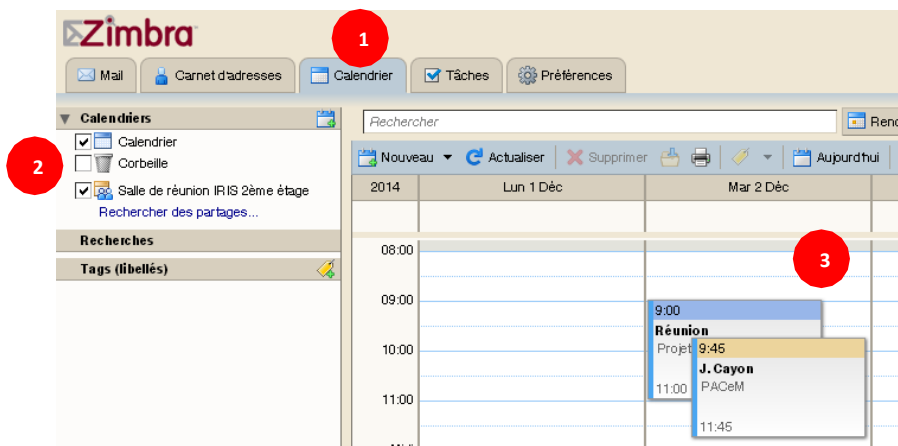 Zimbra
1
Mail Carnet d'adresses Calendrier Tâches Préférences
Calendriers
Calendrier
2 Corbeille
Salle de réunion IRIS 2ème étage
Rechercher des partages...
Recherches
Tags (libellés)
Rechercher
Nouveau Actualiser Supprimer Aujourd'hui
2014 Lun 1 Déc Mar 2 Déc
3
08:00
09:00
10:00
11:00
9:00
Réunion
Projet
11:00
9:45
J. Cayon
PACeM
11:45